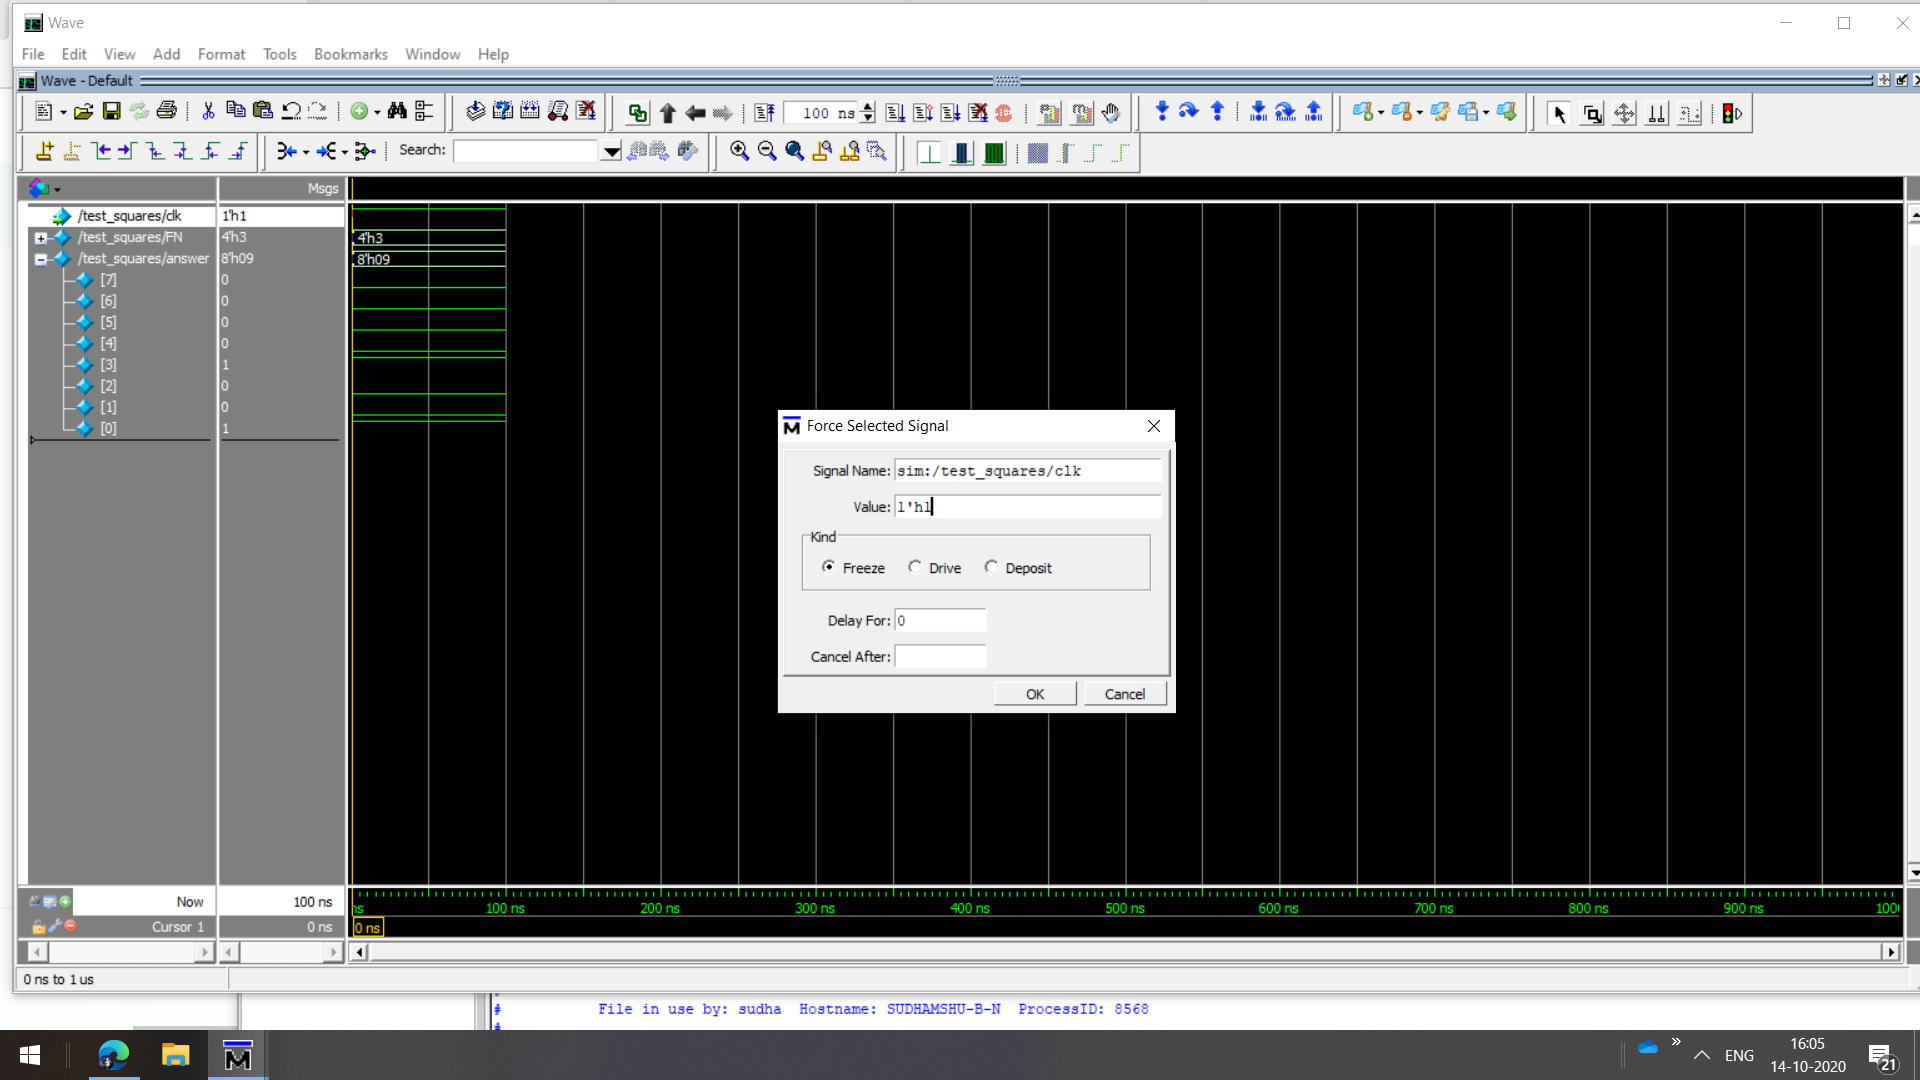 Wave
File Edit View Add Format Tools Bookmarks Window Help
Wave - Default
100 ns
Search:
Msgs
/test_squares/clk 1'h1
/test_squares/FN 4'h3 4'h3
/test_squares/answer 8'h09 8'h09
[7] 0
[6] 0
[5] 0
[4] 0
[3] 1
[2] 0
[1] 0
[0] 1
Force Selected Signal
Signal Name: sim:/test_squares/clk
Value: 1'h1
Kind
Freeze Drive Deposit
Delay For: 0
Cancel After:
OK Cancel
Now 100 ns
ns 100 ns 200 ns 300 ns 400 ns 500 ns 600 ns 700 ns 800 ns 900 ns 100
Cursor 1 0 ns 0 ns
0 ns to 1 us
# File in use by: sudha Hostname: SUDHAMSHU-B-N ProcessID: 8568
#
M
ENG
16:05
14-10-2020
21